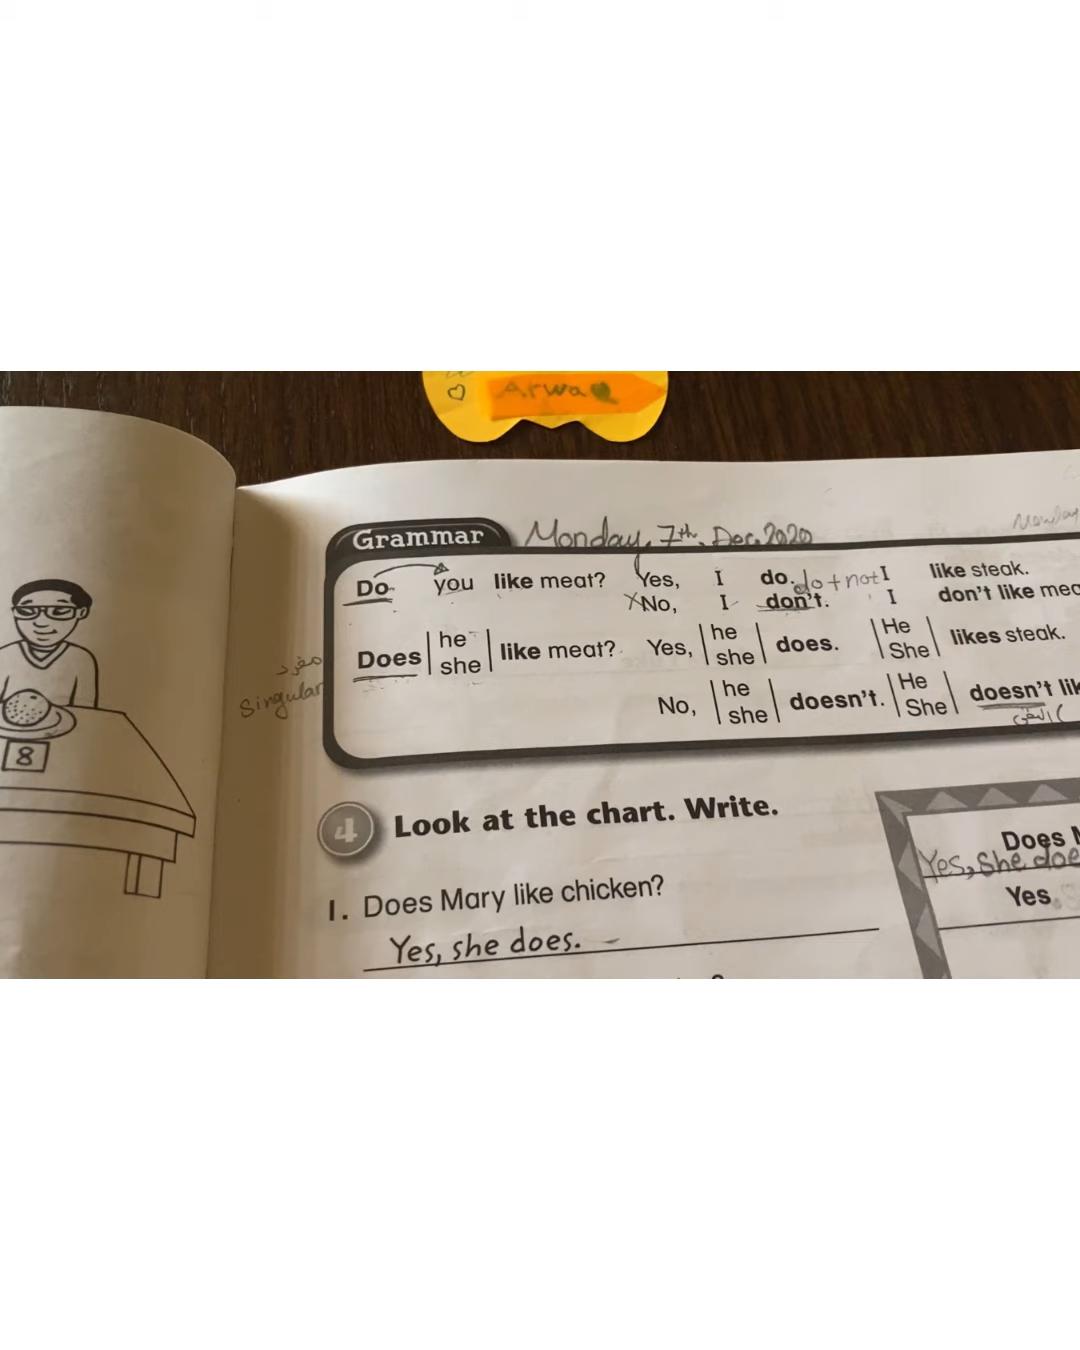 Arwa
Grammar Monday, 7th, Dec. 2020
Monday
Do you like meat? Yes, I do. do + not I like steak.
No, I don't. I don't like
Does he she like meat? Yes, he she does. He She likes steak.
مفرد
Singular
No, he she doesn't. He She doesn't
النفي
8
4 Look at the chart. Write.
1. Does Mary like chicken?
Yes, she does.
Does
Yes, She
Yes